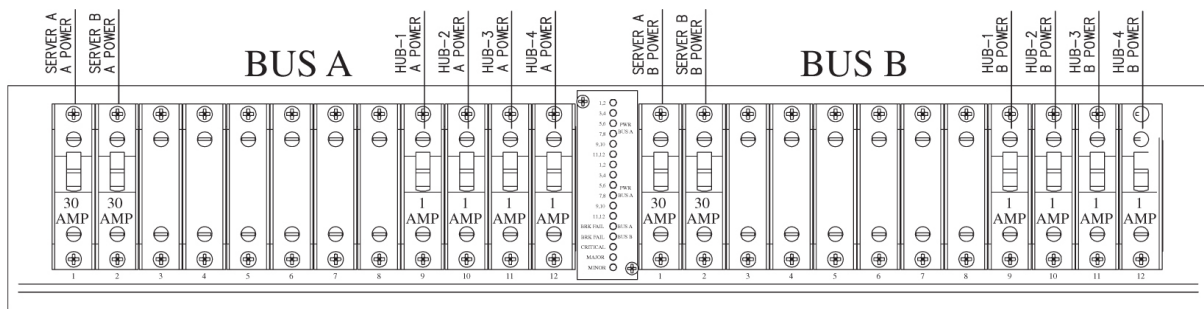 SERVER A
A POWER
SERVER B
A POWER
BUS A
HUB-1
A POWER
HUB-2
A POWER
HUB-3
A POWER
HUB-4
A POWER
SERVER A
B POWER
SERVER B
B POWER
BUS B
HUB-1
B POWER
HUB-2
B POWER
HUB-3
B POWER
HUB-4
B POWER
30
AMP
30
AMP
1
AMP
1
AMP
1
AMP
1
AMP
1 2 3 4 5 6 7 8 9 10 11 12
1,2
3,4
5,6
PWR
7,8
BUS A
9,10
11,12
1,2
3,4
5,6
PWR
7,8
BUS A
9,10
11,12
BRK FAIL BUS A
BRK FAIL BUS B
CRITICAL
MAJOR
MINOR
30
AMP
30
AMP
1
AMP
1
AMP
1
AMP
1
AMP
1 2 3 4 5 6 7 8 9 10 11 12